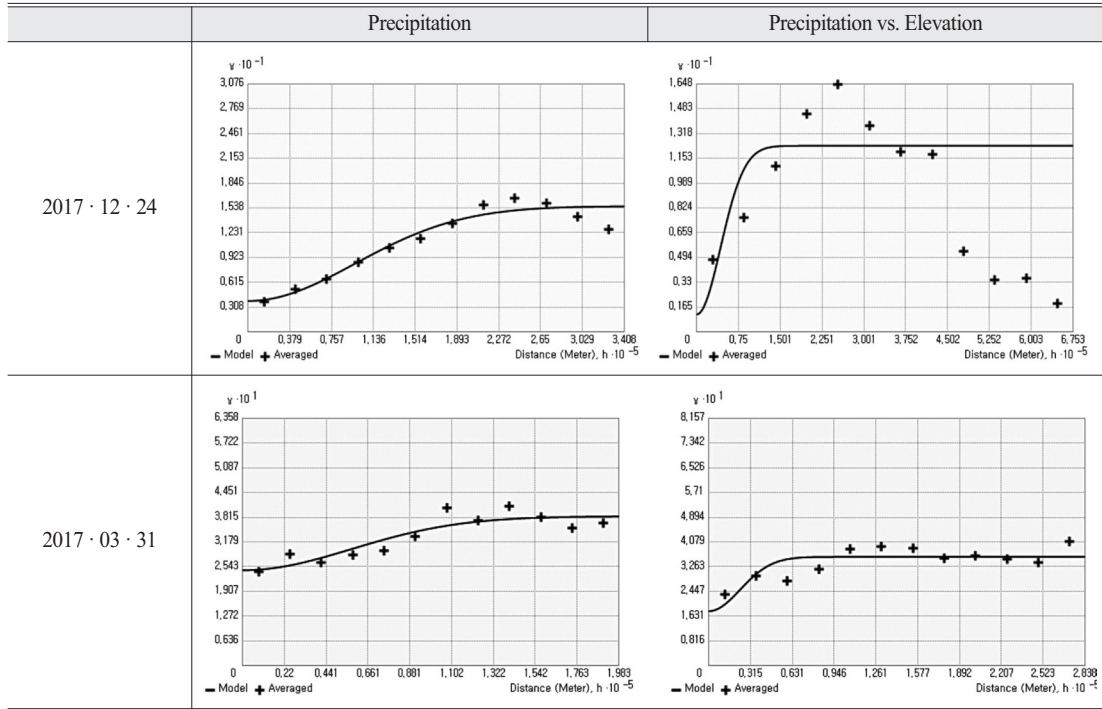 Precipitation
Precipitation vs. Elevation
2017 · 12 · 24
γ ·10 ⁻¹
3,076
2,769
2,461
2,153
1,845
1,538
1,231
0,923
0,615
0,308
0 0,379 0,757 1,136 1,514 1,893 2,272 2,65 3,029 3,408
Model Averaged Distance (Meter), h ·10 ⁻⁵
γ ·10 ⁻¹
1,648
1,483
1,318
1,153
0,989
0,824
0,659
0,494
0,33
0,165
0 0,75 1,501 2,251 3,001 3,752 4,502 5,252 6,003 6,753
Model Averaged Distance (Meter), h ·10 ⁻⁵
2017 · 03 · 31
γ ·10 ¹
6,358
5,722
5,087
4,451
3,815
3,179
2,543
1,907
1,272
0,636
0 0,22 0,441 0,661 0,881 1,102 1,322 1,542 1,763 1,983
Model Averaged Distance (Meter), h ·10 ⁻⁵
γ ·10 ¹
8,157
7,342
6,526
5,71
4,894
4,079
3,263
2,447
1,631
0,816
0 0,315 0,631 0,946 1,261 1,577 1,892 2,207 2,523 2,838
Model Averaged Distance (Meter), h ·10 ⁻⁵